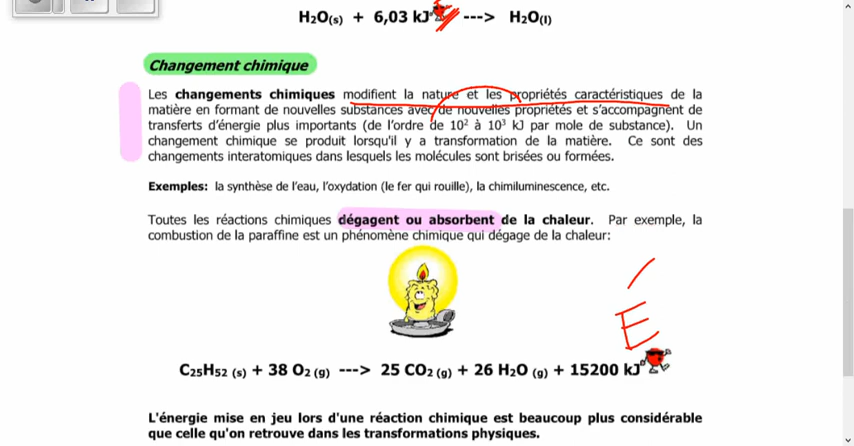 H2O(s) + 6,03 kJ ---> H2O(l)
Changement chimique
Les changements chimiques modifient la nature et les propriétés caractéristiques de la
matière en formant de nouvelles substances avec de nouvelles propriétés et s'accompagnent de
transferts d'énergie plus importants (de l'ordre de 10² à 10³ kJ par mole de substance). Un
changement chimique se produit lorsqu'il y a transformation de la matière. Ce sont des
changements interatomiques dans lesquels les molécules sont brisées ou formées.
Exemples: la synthèse de l'eau, l'oxydation (le fer qui rouille), la chimiluminescence, etc.
Toutes les réactions chimiques dégagent ou absorbent de la chaleur. Par exemple, la
combustion de la paraffine est un phénomène chimique qui dégage de la chaleur:
É
C25H52 (s) + 38 O2 (g) ---> 25 CO2 (g) + 26 H2O (g) + 15200 kJ
L'énergie mise en jeu lors d'une réaction chimique est beaucoup plus considérable
que celle qu'on retrouve dans les transformations physiques.